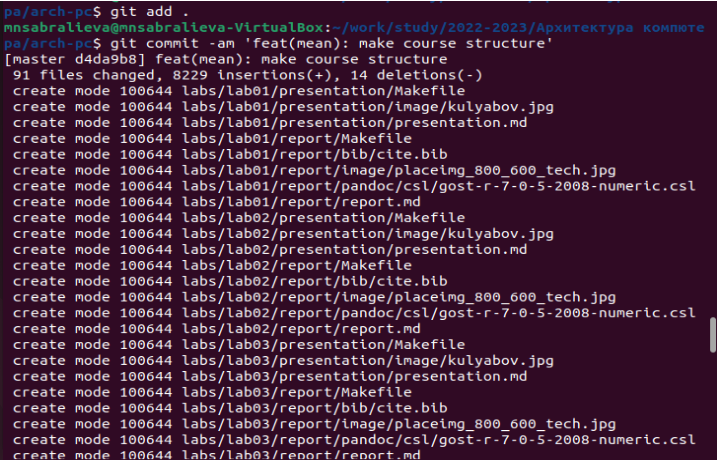 pa/arch-pc$ git add .
mnsabralieva@mnsabralieva-VirtualBox:~/work/study/2022-2023/Архитектура компюте
pa/arch-pc$ git commit -am 'feat(mean): make course structure'
[master d4da9b8] feat(mean): make course structure
 91 files changed, 8229 insertions(+), 14 deletions(-)
 create mode 100644 labs/lab01/presentation/Makefile
 create mode 100644 labs/lab01/presentation/image/kulyabov.jpg
 create mode 100644 labs/lab01/presentation/presentation.md
 create mode 100644 labs/lab01/report/Makefile
 create mode 100644 labs/lab01/report/bib/cite.bib
 create mode 100644 labs/lab01/report/image/placeimg_800_600_tech.jpg
 create mode 100644 labs/lab01/report/pandoc/csl/gost-r-7-0-5-2008-numeric.csl
 create mode 100644 labs/lab01/report/report.md
 create mode 100644 labs/lab02/presentation/Makefile
 create mode 100644 labs/lab02/presentation/image/kulyabov.jpg
 create mode 100644 labs/lab02/presentation/presentation.md
 create mode 100644 labs/lab02/report/Makefile
 create mode 100644 labs/lab02/report/bib/cite.bib
 create mode 100644 labs/lab02/report/image/placeimg_800_600_tech.jpg
 create mode 100644 labs/lab02/report/pandoc/csl/gost-r-7-0-5-2008-numeric.csl
 create mode 100644 labs/lab02/report/report.md
 create mode 100644 labs/lab03/presentation/Makefile
 create mode 100644 labs/lab03/presentation/image/kulyabov.jpg
 create mode 100644 labs/lab03/presentation/presentation.md
 create mode 100644 labs/lab03/report/Makefile
 create mode 100644 labs/lab03/report/bib/cite.bib
 create mode 100644 labs/lab03/report/image/placeimg_800_600_tech.jpg
 create mode 100644 labs/lab03/report/pandoc/csl/gost-r-7-0-5-2008-numeric.csl
 create mode 100644 labs/lab03/report/report.md